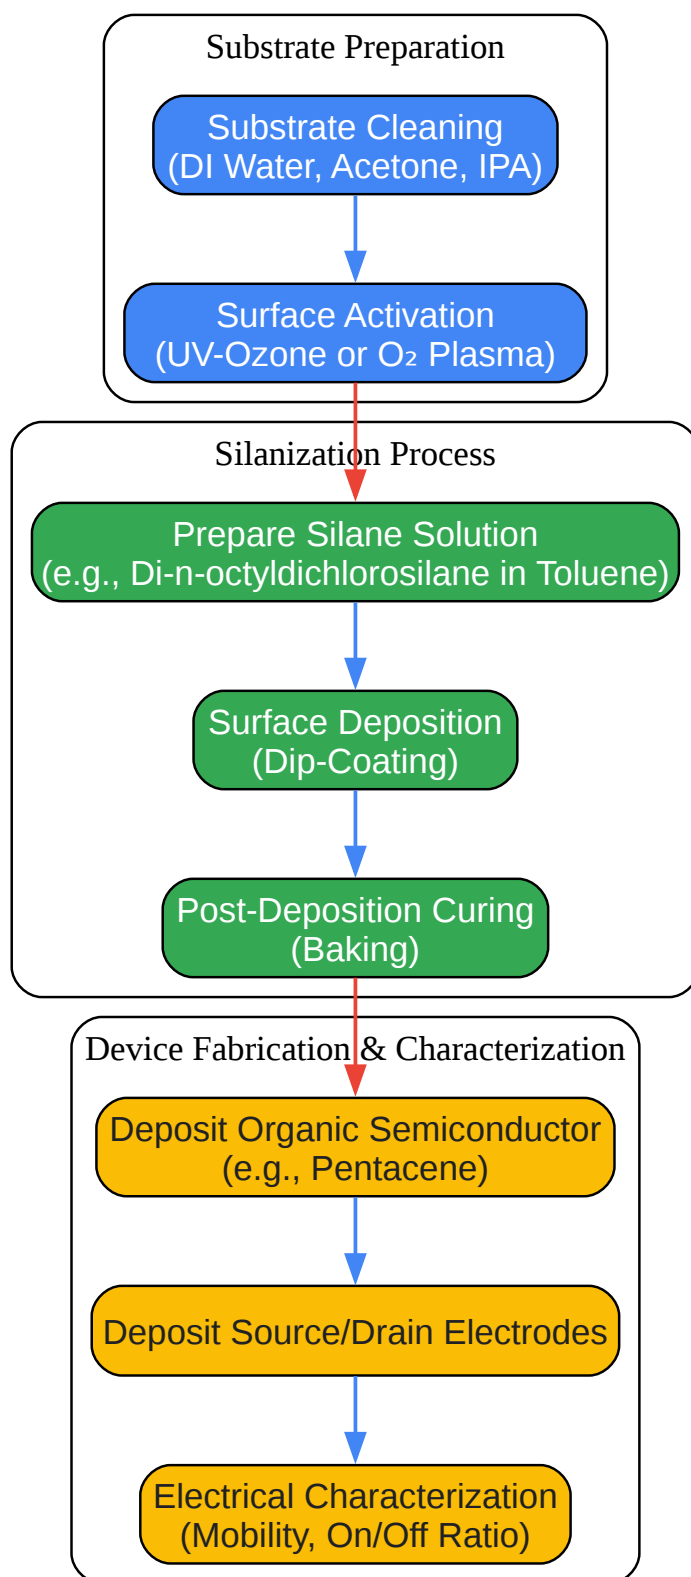 Substrate Preparation
Substrate Cleaning
(DI Water, Acetone, IPA)
Surface Activation
(UV-Ozone or O₂ Plasma)
Silanization Process
Prepare Silane Solution
(e.g., Di-n-octyldichlorosilane in Toluene)
Surface Deposition
(Dip-Coating)
Post-Deposition Curing
(Baking)
Device Fabrication & Characterization
Deposit Organic Semiconductor
(e.g., Pentacene)
Deposit Source/Drain Electrodes
Electrical Characterization
(Mobility, On/Off Ratio)